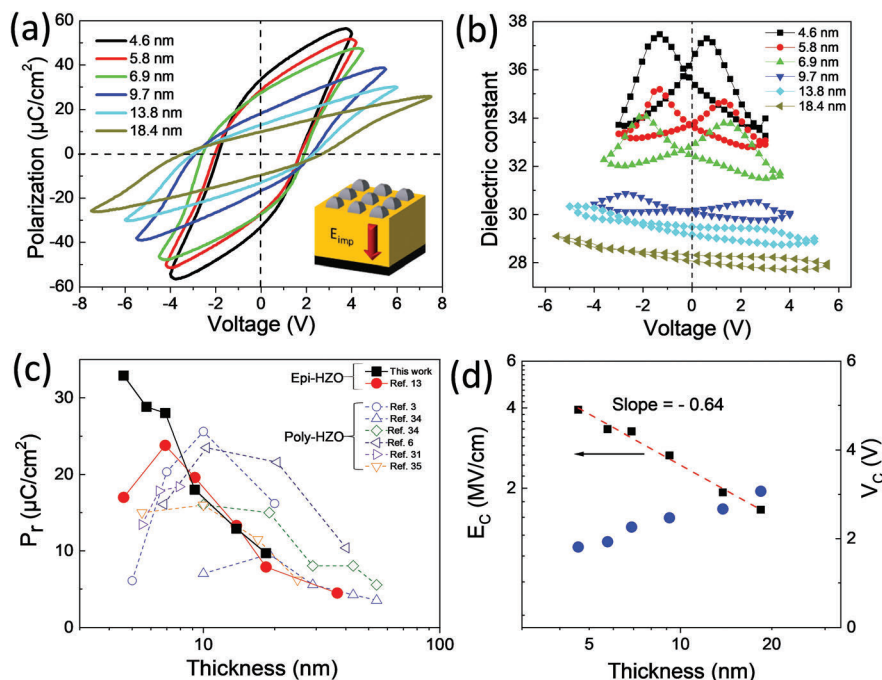 (a)
60
40
20
0
-20
-40
-60
Polarization (µC/cm²)
4.6 nm
5.8 nm
6.9 nm
9.7 nm
13.8 nm
18.4 nm
E_imp
-8 -6 -4 -2 0 2 4 6 8
Voltage (V)
(b)
38
36
34
32
30
28
Dielectric constant
4.6 nm
5.8 nm
6.9 nm
9.7 nm
13.8 nm
18.4 nm
-6 -4 -2 0 2 4 6
Voltage (V)
(c)
30
20
10
0
P_r (µC/cm²)
Epi-HZO
This work
Ref. 13
Poly-HZO
Ref. 3
Ref. 34
Ref. 34
Ref. 6
Ref. 31
Ref. 35
10 100
Thickness (nm)
(d)
6
4
2
E_C (MV/cm)
Slope = - 0.64
6
4
2
0
V_C (V)
5 10 20
Thickness (nm)